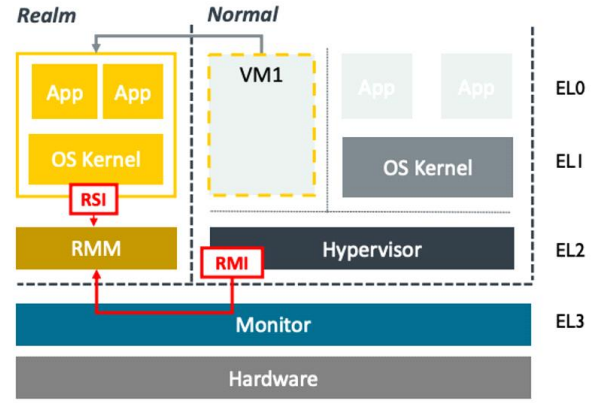 Realm
Normal
App
App
VM1
App
App
EL0
OS Kernel
OS Kernel
EL1
RSI
RMM
RMI
Hypervisor
EL2
Monitor
EL3
Hardware